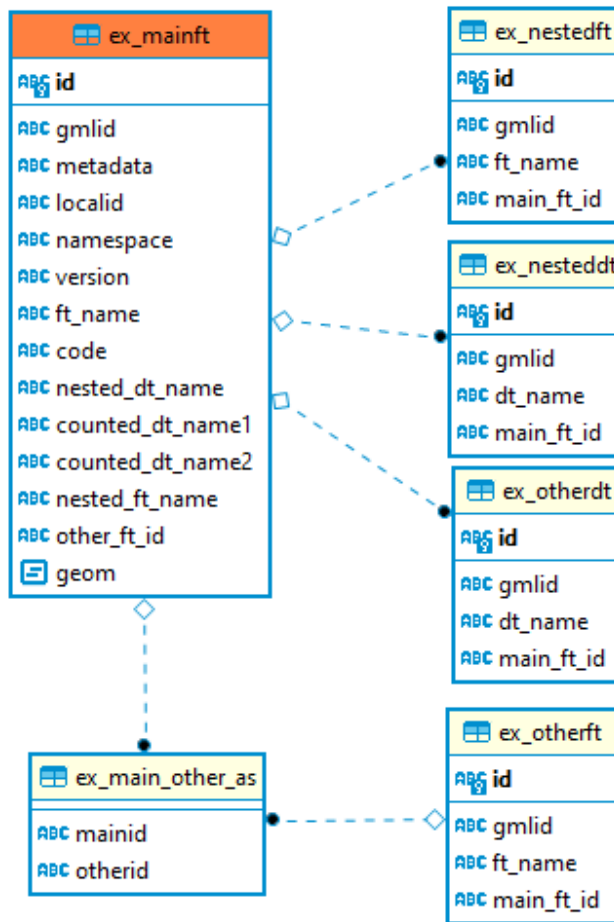 ex_mainft
id
gmlid
metadata
localid
namespace
version
ft_name
code
nested_dt_name
counted_dt_name1
counted_dt_name2
nested_ft_name
other_ft_id
geom
ex_nestedft
id
gmlid
ft_name
main_ft_id
ex_nesteddt
id
gmlid
dt_name
main_ft_id
ex_otherdt
id
gmlid
dt_name
main_ft_id
ex_main_other_as
mainid
otherid
ex_otherft
id
gmlid
ft_name
main_ft_id